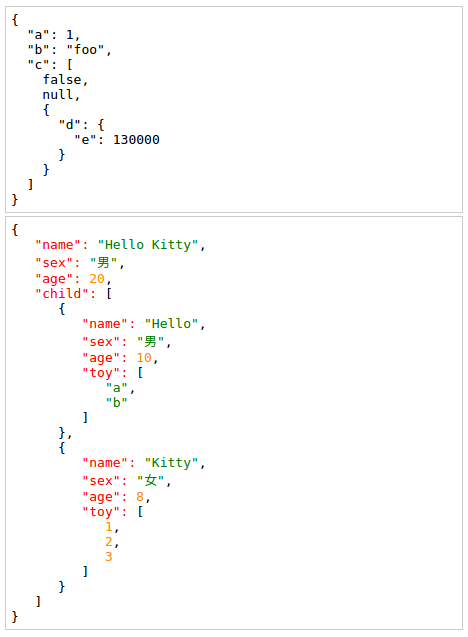 {
  "a": 1,
  "b": "foo",
  "c": [
    false,
    null,
    {
      "d": {
        "e": 130000
      }
    }
  ]
}
{
   "name": "Hello Kitty",
   "sex": "男",
   "age": 20,
   "child": [
      {
         "name": "Hello",
         "sex": "男",
         "age": 10,
         "toy": [
            "a",
            "b"
         ]
      },
      {
         "name": "Kitty",
         "sex": "女",
         "age": 8,
         "toy": [
            1,
            2,
            3
         ]
      }
   ]
}